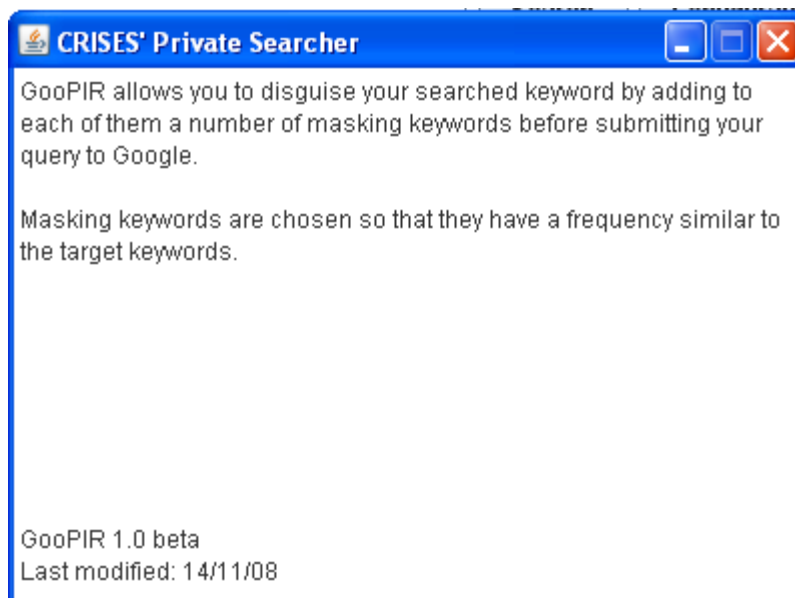 CRISES' Private Searcher
GooPIR allows you to disguise your searched keyword by adding to
each of them a number of masking keywords before submitting your
query to Google.
Masking keywords are chosen so that they have a frequency similar to
the target keywords.
GooPIR 1.0 beta
Last modified: 14/11/08